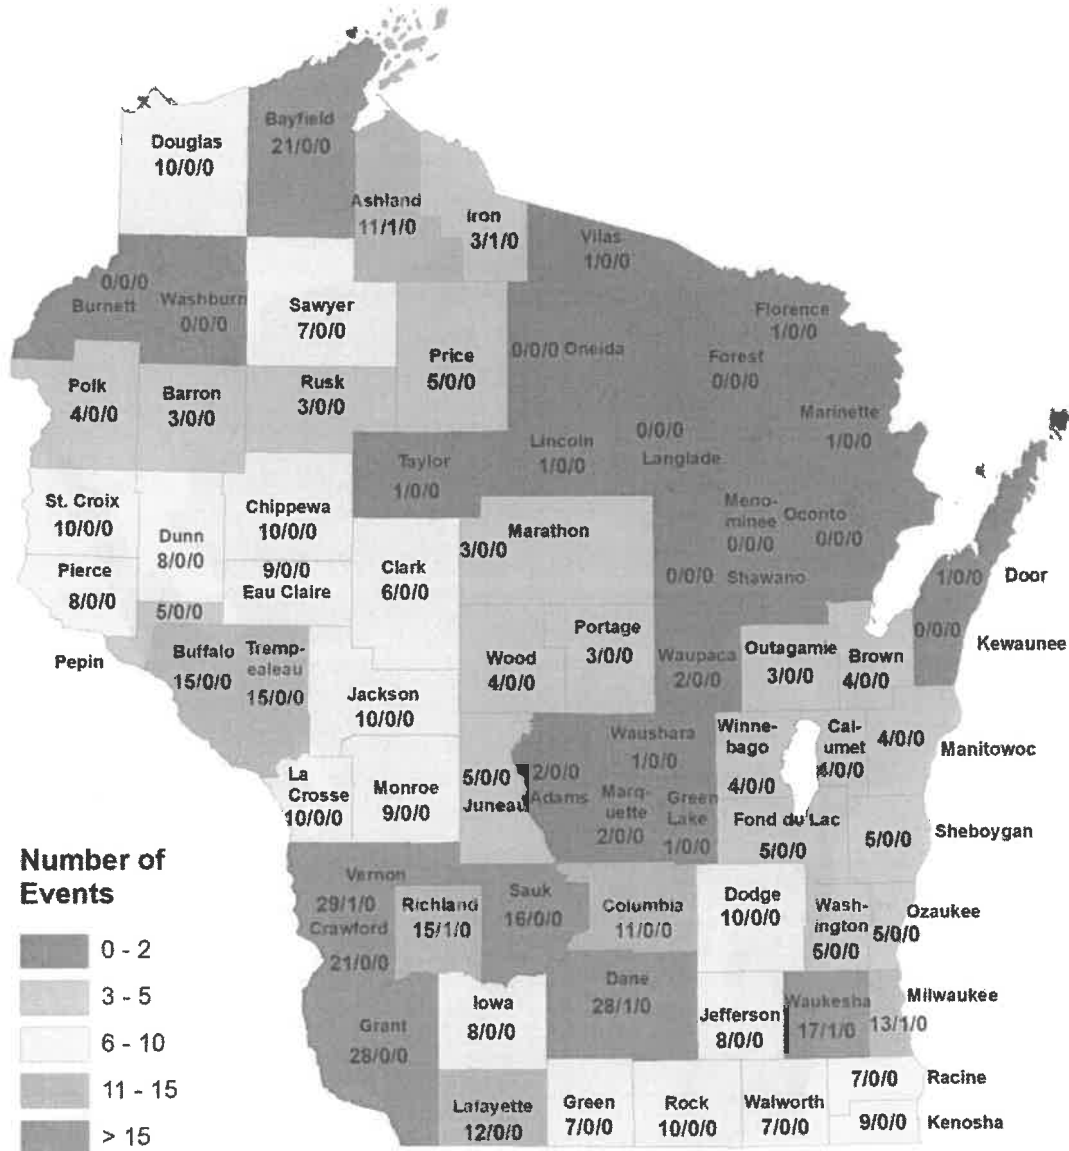 Douglas
10/0/0
Bayfield
21/0/0
Ashland
11/1/0
Iron
3/1/0
Vilas
1/0/0
0/0/0
Burnett
Washburn
0/0/0
Sawyer
7/0/0
Price
5/0/0
0/0/0 Oneida
Florence
1/0/0
Forest
0/0/0
Polk
4/0/0
Barron
3/0/0
Rusk
3/0/0
Marinette
1/0/0
Lincoln
1/0/0
0/0/0
Langlade
Taylor
1/0/0
St. Croix
10/0/0
Dunn
8/0/0
Chippewa
10/0/0
Marathon
3/0/0
Meno-
minee
0/0/0
Oconto
0/0/0
Pierce
8/0/0
9/0/0
Eau Claire
Clark
6/0/0
0/0/0 Shawano
1/0/0 Door
5/0/0
Pepin
Buffalo
15/0/0
Tremp-
ealeau
15/0/0
Wood
4/0/0
Portage
3/0/0
Waupaca
2/0/0
Outagamie
3/0/0
Brown
4/0/0
0/0/0 Kewaunee
Jackson
10/0/0
Waushara
1/0/0
Winne-
bago
4/0/0
Cal-
umet
4/0/0
4/0/0 Manitowoc
La
Crosse
10/0/0
Monroe
9/0/0
5/0/0
Juneau
2/0/0
Adams
Marq-
uette
2/0/0
Green
Lake
1/0/0
Fond du Lac
5/0/0
5/0/0 Sheboygan
Vernon
29/1/0
Crawford
21/0/0
Richland
15/1/0
Sauk
16/0/0
Columbia
11/0/0
Dodge
10/0/0
Wash-
ington
5/0/0
Ozaukee
5/0/0
Grant
28/0/0
Iowa
8/0/0
Dane
28/1/0
Jefferson
8/0/0
Waukesha
17/1/0
Milwaukee
13/1/0
Lafayette
12/0/0
Green
7/0/0
Rock
10/0/0
Walworth
7/0/0
7/0/0 Racine
9/0/0 Kenosha
Number of
Events
0 - 2
3 - 5
6 - 10
11 - 15
> 15